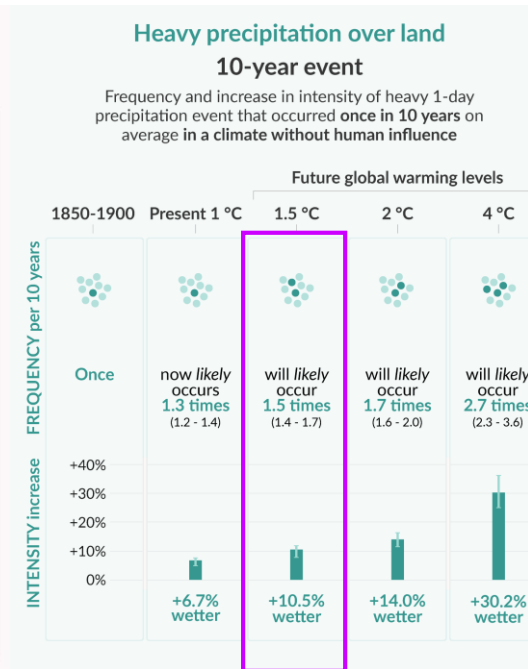 Heavy precipitation over land
10-year event
Frequency and increase in intensity of heavy 1-day
precipitation event that occurred once in 10 years on
average in a climate without human influence
Future global warming levels
1850-1900 Present 1 °C 1.5 °C 2 °C 4 °C
FREQUENCY per 10 years
Once
now likely
occurs
1.3 times
(1.2 - 1.4)
will likely
occur
1.5 times
(1.4 - 1.7)
will likely
occur
1.7 times
(1.6 - 2.0)
will likely
occur
2.7 times
(2.3 - 3.6)
INTENSITY increase
+40%
+30%
+20%
+10%
0%
+6.7%
wetter
+10.5%
wetter
+14.0%
wetter
+30.2%
wetter